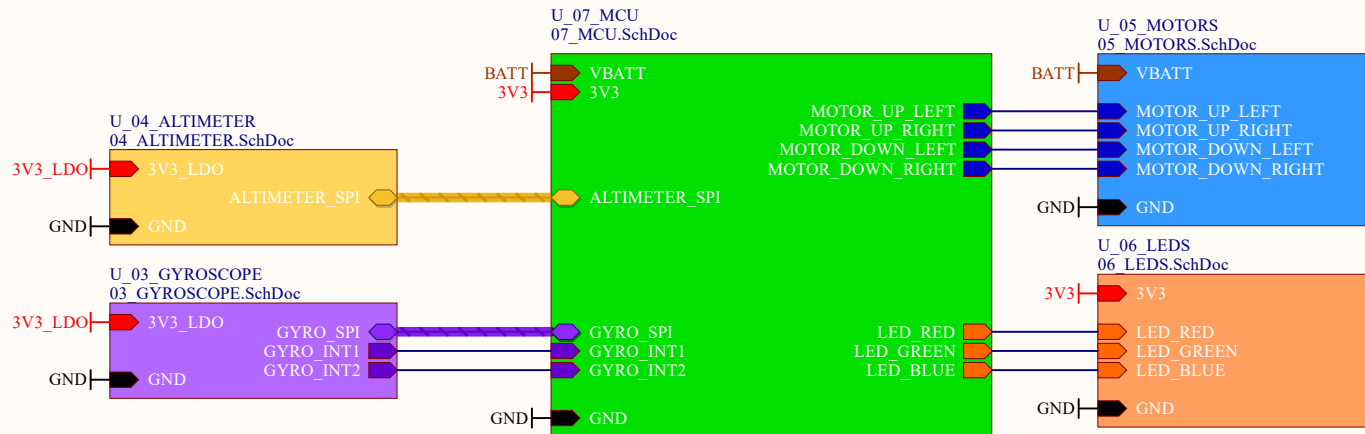 U_07_MCU
07_MCU.SchDoc
BATT VBATT
3V3 3V3
MOTOR_UP_LEFT
MOTOR_UP_RIGHT
MOTOR_DOWN_LEFT
MOTOR_DOWN_RIGHT
ALTIMETER_SPI
GYRO_SPI
GYRO_INT1
GYRO_INT2
LED_RED
LED_GREEN
LED_BLUE
GND GND
U_04_ALTIMETER
04_ALTIMETER.SchDoc
3V3_LDO 3V3_LDO
ALTIMETER_SPI
GND GND
U_03_GYROSCOPE
03_GYROSCOPE.SchDoc
3V3_LDO 3V3_LDO
GYRO_SPI
GYRO_INT1
GYRO_INT2
GND GND
U_05_MOTORS
05_MOTORS.SchDoc
BATT VBATT
MOTOR_UP_LEFT
MOTOR_UP_RIGHT
MOTOR_DOWN_LEFT
MOTOR_DOWN_RIGHT
GND GND
U_06_LEDS
06_LEDS.SchDoc
3V3 3V3
LED_RED
LED_GREEN
LED_BLUE
GND GND